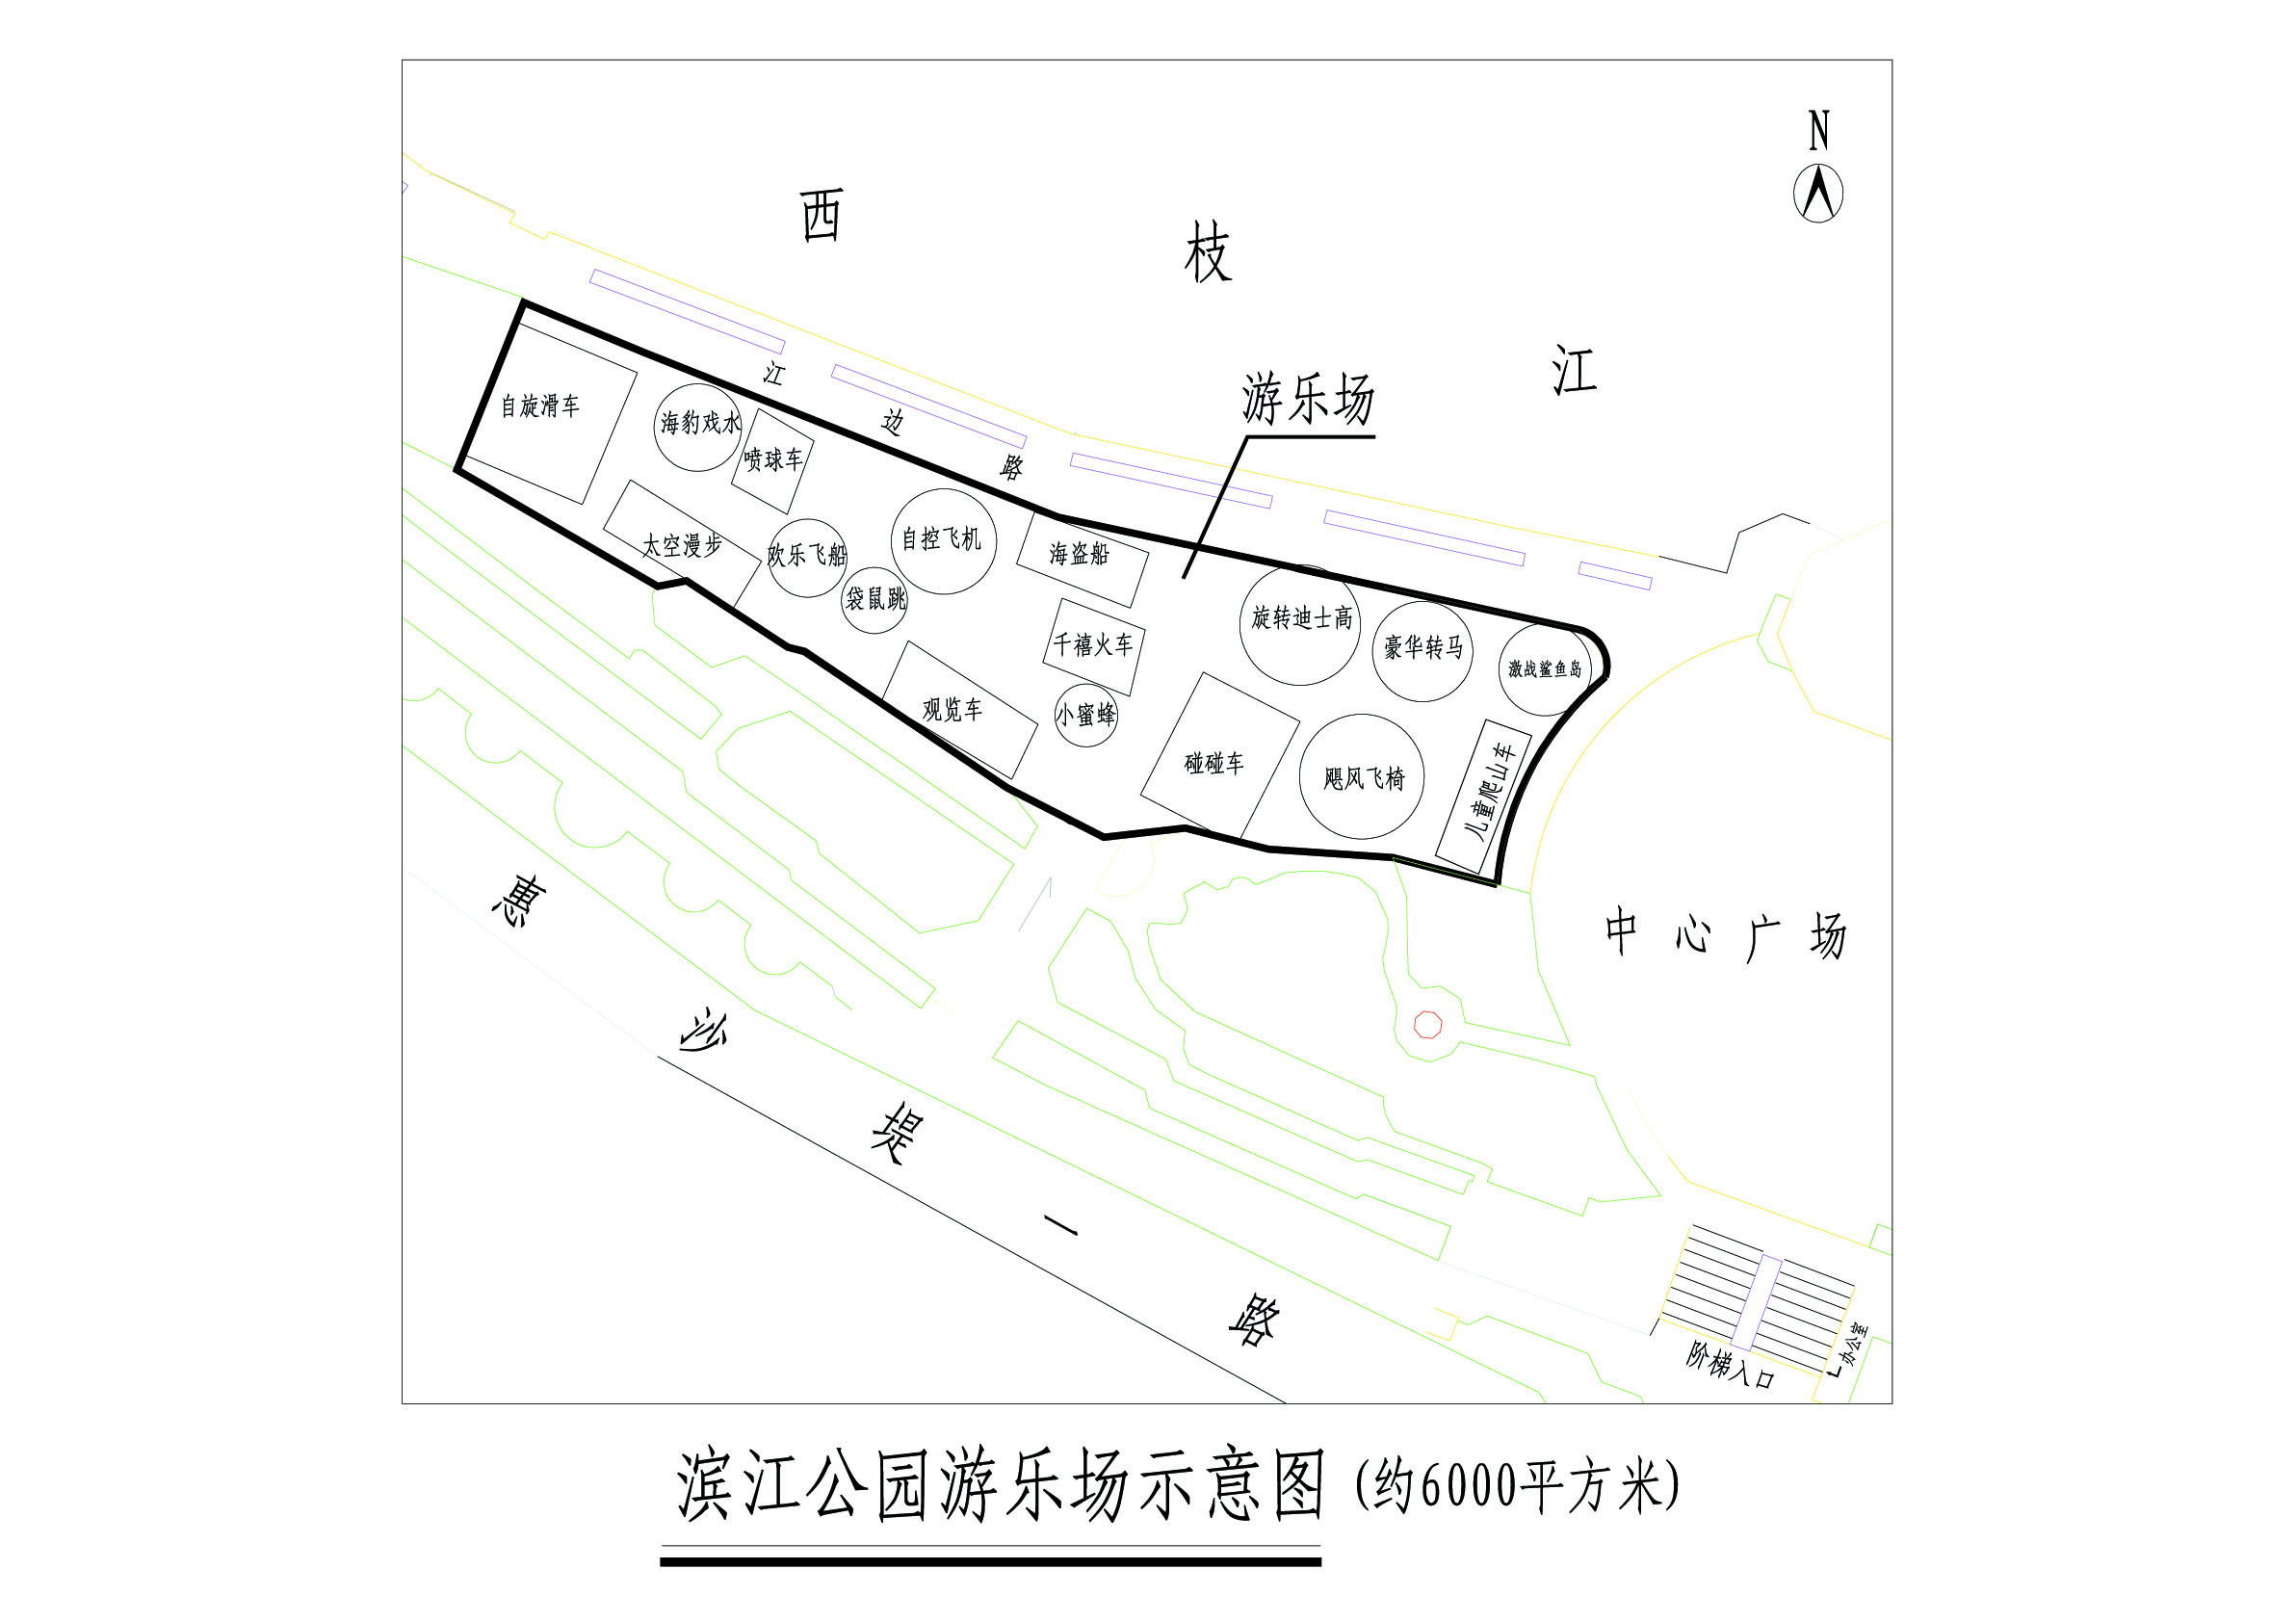 N
西枝江
游乐场
江边路
自旋滑车
海豹戏水
喷球车
太空漫步
欢乐飞船
自控飞机
袋鼠跳
海盗船
千禧火车
观览车
小蜜蜂
旋转迪士高
豪华转马
激战鲨鱼岛
碰碰车
飓风飞椅
儿童爬山车
中心广场
惠沙堤一路
阶梯入口
办公室
滨江公园游乐场示意图 (约6000平方米)